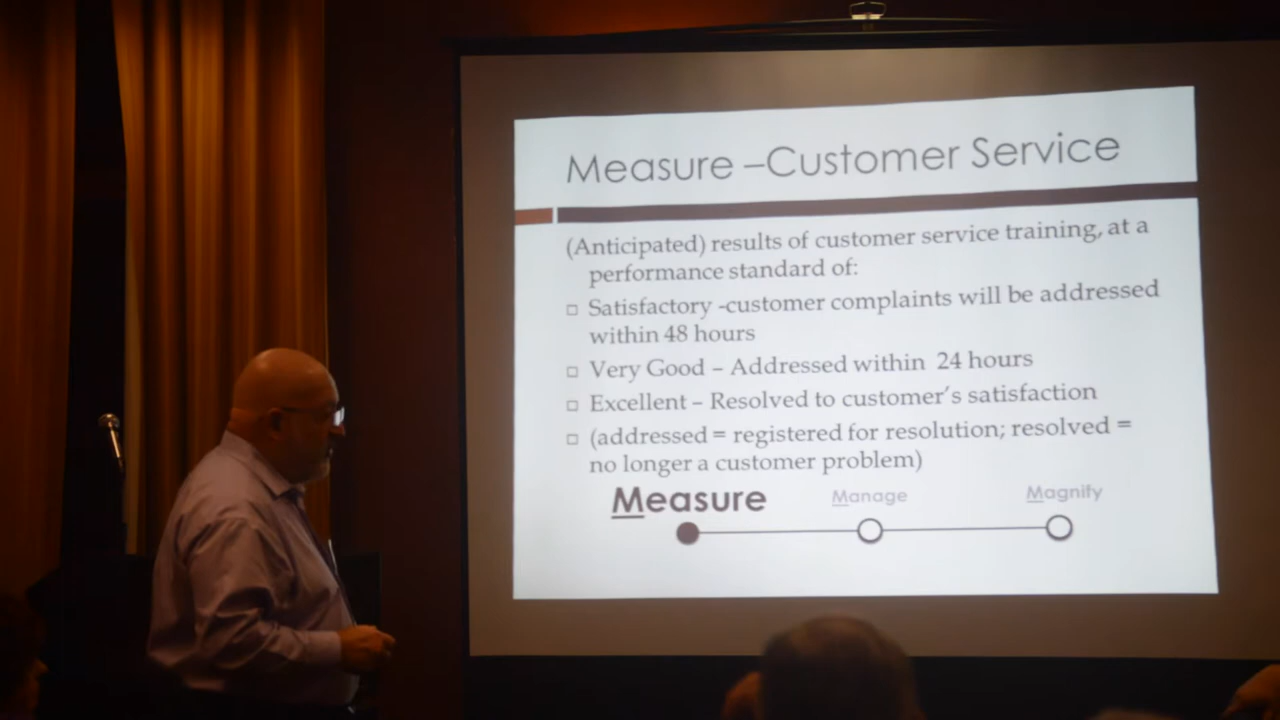 Measure –Customer Service
(Anticipated) results of customer service training, at a
performance standard of:
□ Satisfactory -customer complaints will be addressed
within 48 hours
□ Very Good – Addressed within 24 hours
□ Excellent – Resolved to customer's satisfaction
□ (addressed = registered for resolution; resolved =
no longer a customer problem)
Measure Manage Magnify